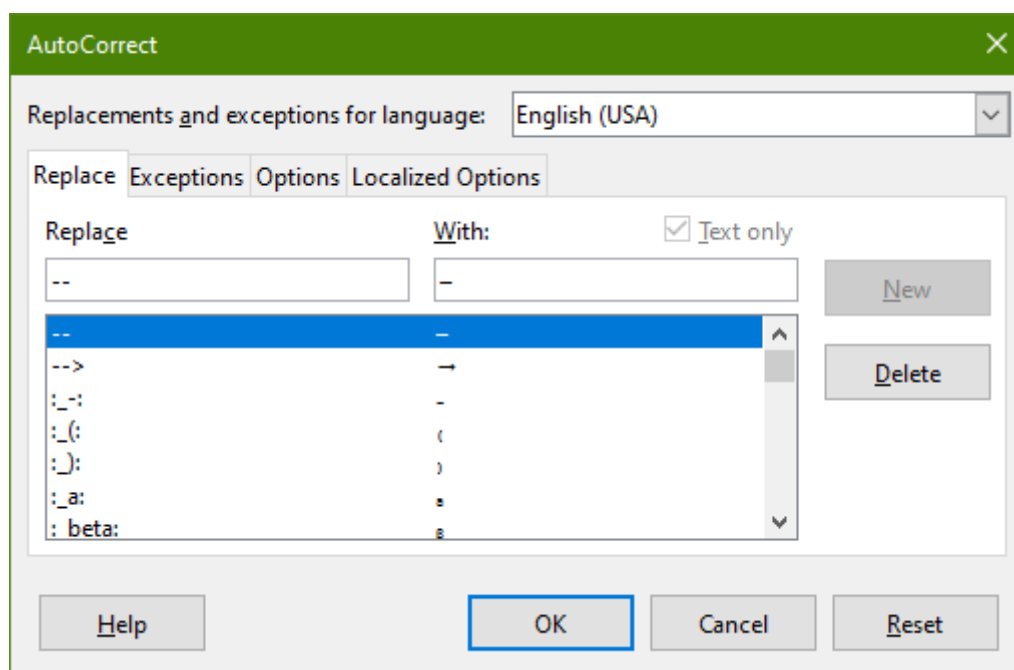 AutoCorrect
Replacements and exceptions for language: English (USA)
Replace Exceptions Options Localized Options
Replace With: Text only
-- – New
-- –
--> → Delete
:_-: ₋
:_(: ₍
:_): ₎
:_a: ₐ
:_beta: ᵦ
Help OK Cancel Reset